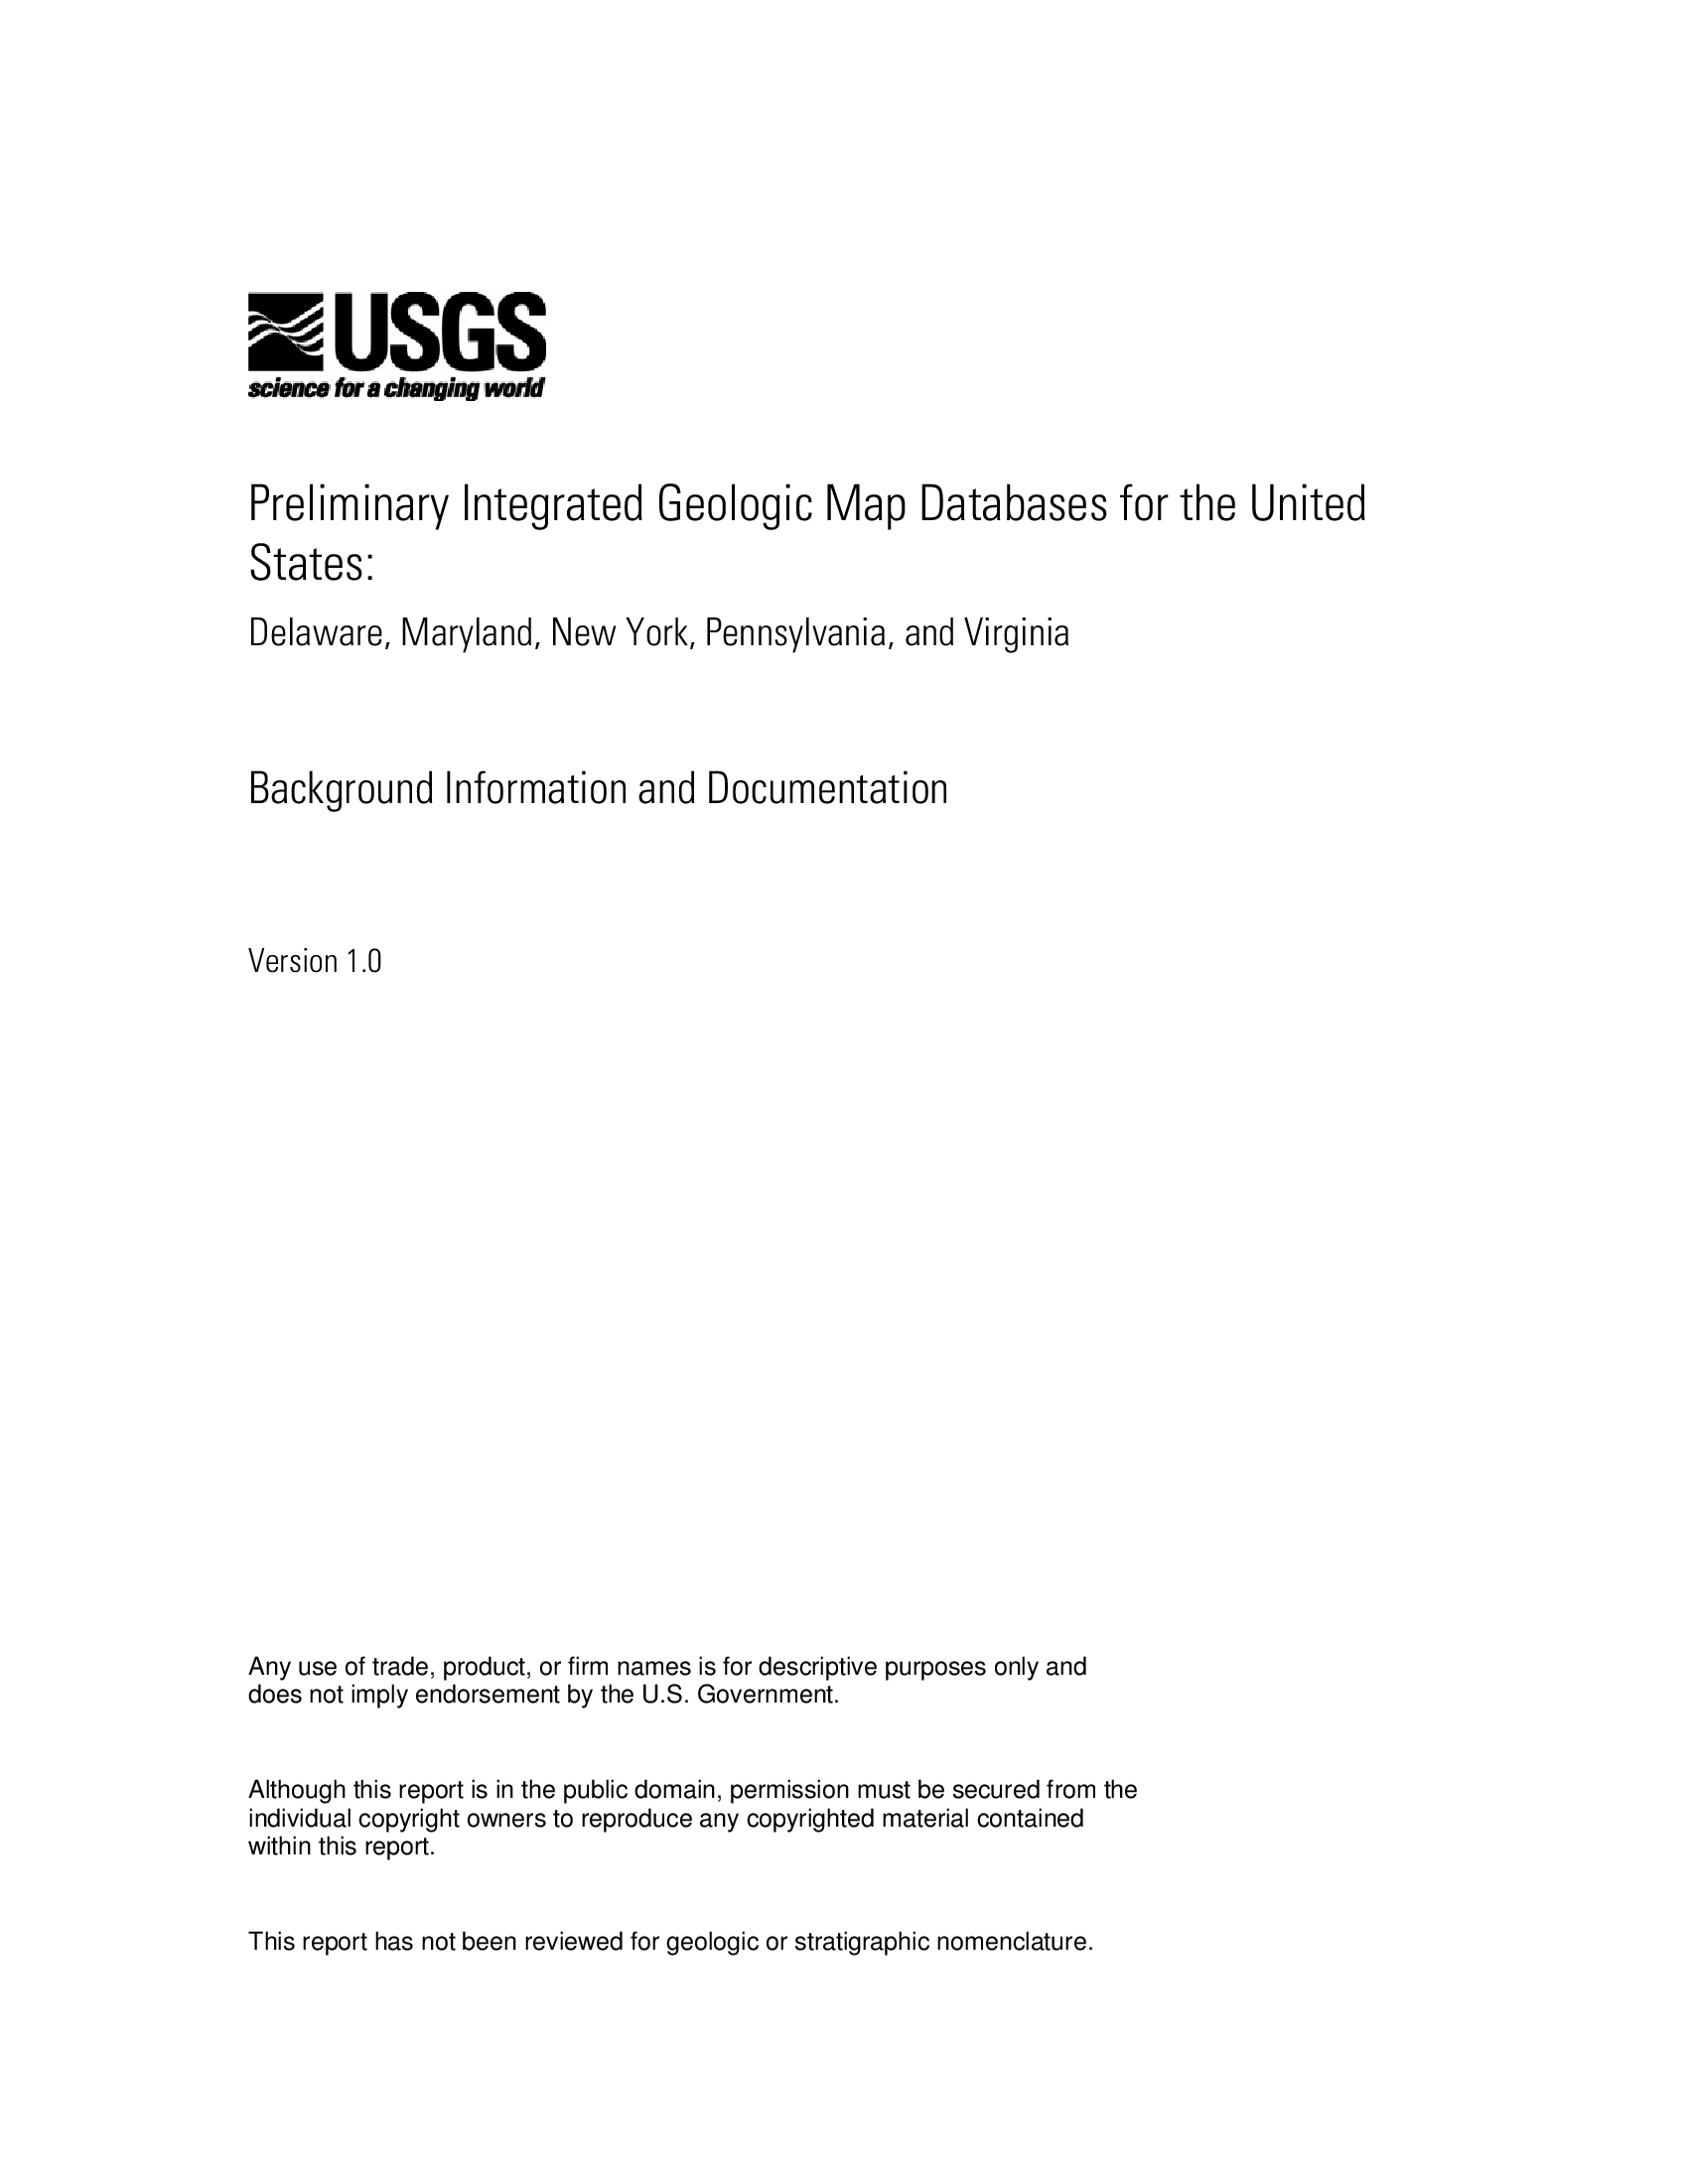 USGS
science for a changing world
Preliminary Integrated Geologic Map Databases for the United
States:
Delaware, Maryland, New York, Pennsylvania, and Virginia
Background Information and Documentation
Version 1.0
Any use of trade, product, or firm names is for descriptive purposes only and
does not imply endorsement by the U.S. Government.
Although this report is in the public domain, permission must be secured from the
individual copyright owners to reproduce any copyrighted material contained
within this report.
This report has not been reviewed for geologic or stratigraphic nomenclature.